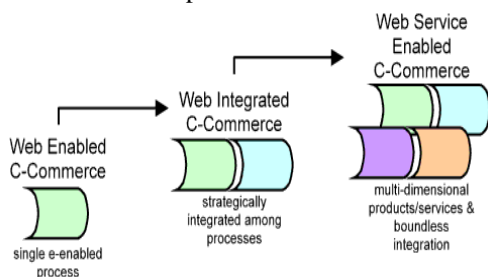 Web Service
Enabled
C-Commerce
Web Integrated
C-Commerce
Web Enabled
C-Commerce
strategically
integrated among
processes
multi-dimensional
products/services &
boundless
integration
single e-enabled
process